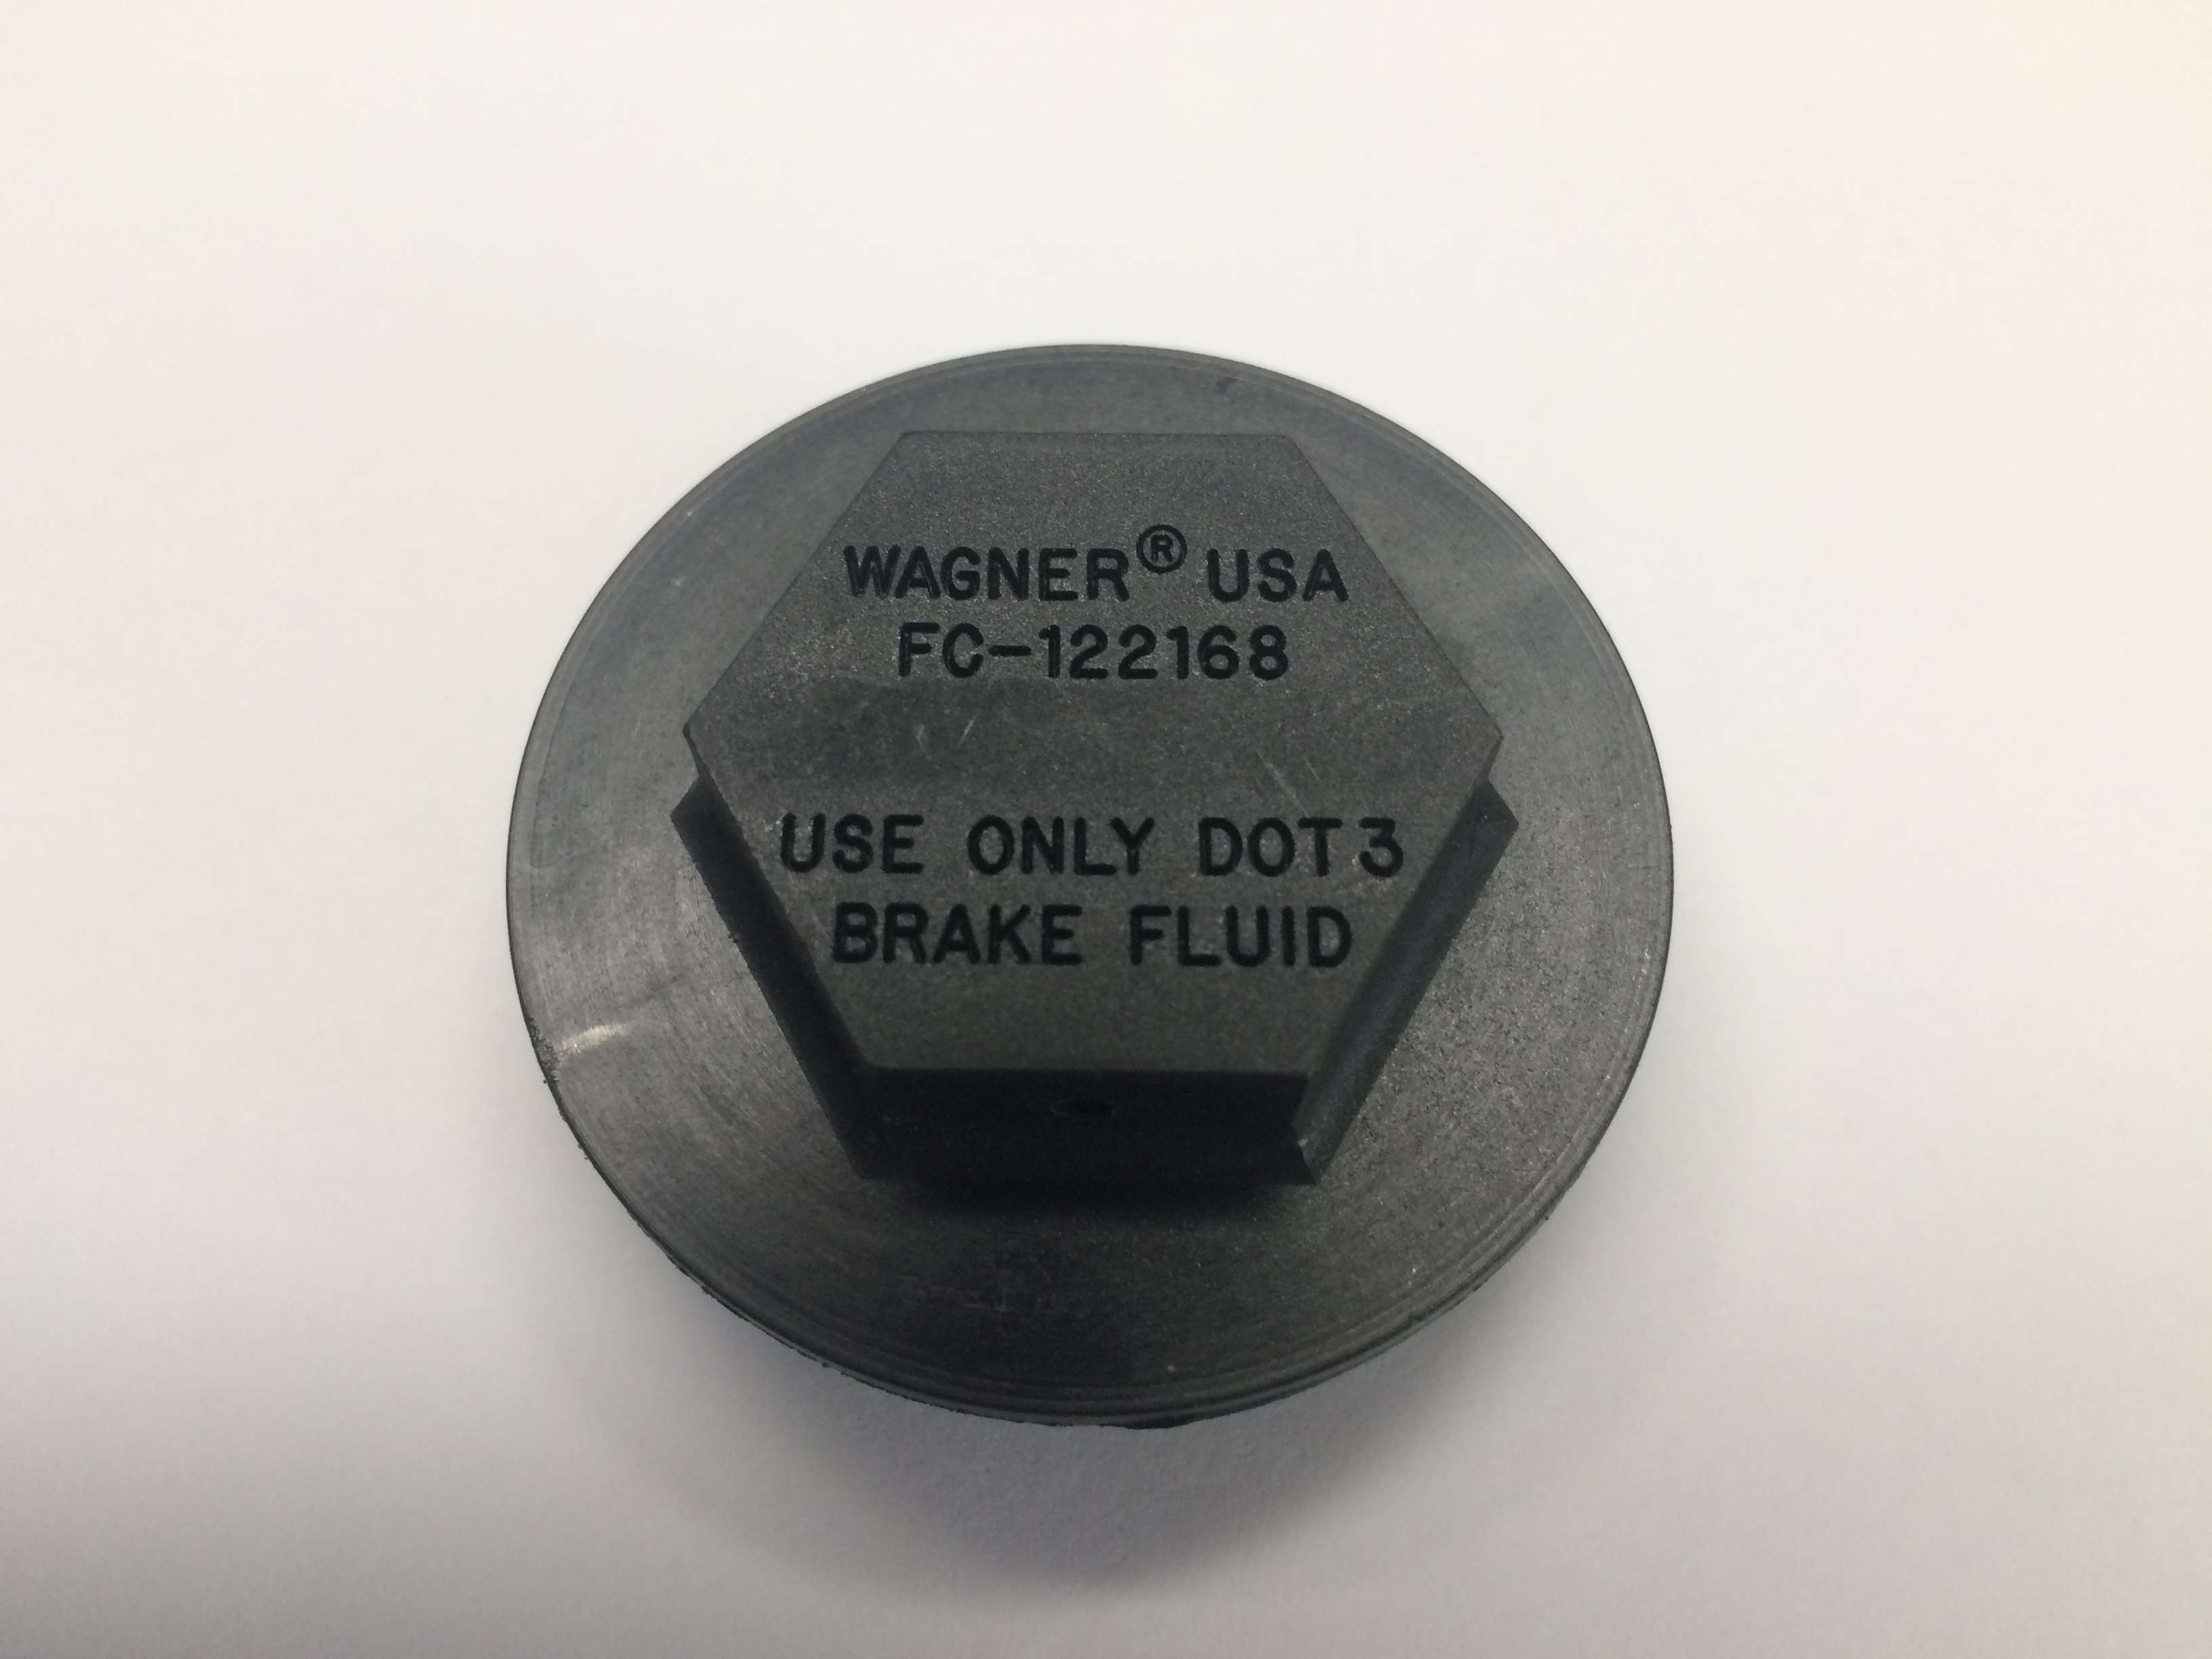 WAGNER® USA
FC-122168
USE ONLY DOT 3
BRAKE FLUID